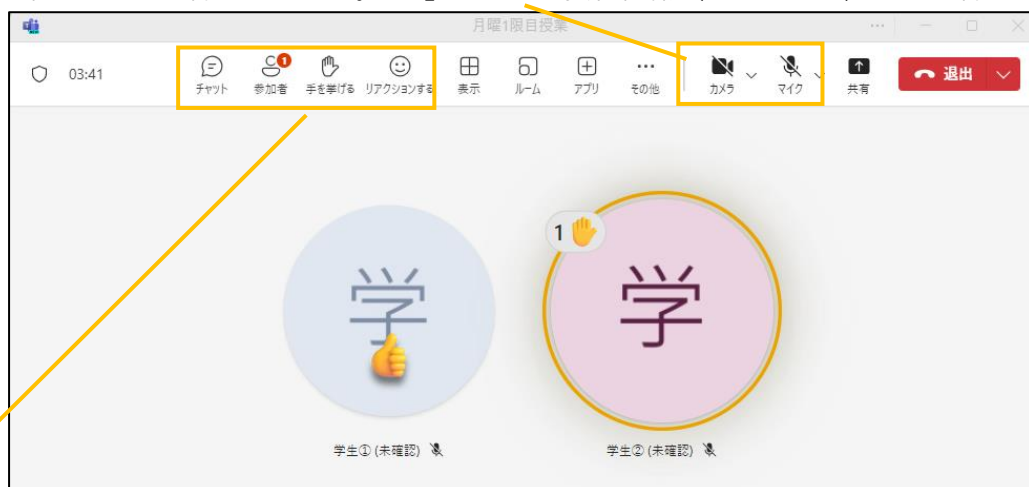 月曜1限目授業
03:41
チャット
1
参加者
手を挙げる
リアクションする
表示
ルーム
アプリ
その他
カメラ
マイク
共有
退出
1
学
学
学生① (未確認)
学生② (未確認)